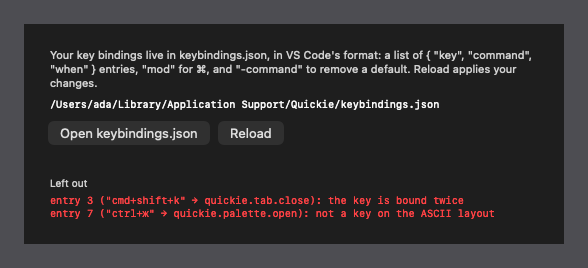 Your key bindings live in keybindings.json, in VS Code's format: a list of { "key", "command",
"when" } entries, "mod" for ⌘, and "-command" to remove a default. Reload applies your
changes.
/Users/ada/Library/Application Support/Quickie/keybindings.json
Open keybindings.json
Reload
Left out
entry 3 ("cmd+shift+k" → quickie.tab.close): the key is bound twice
entry 7 ("ctrl+ж" → quickie.palette.open): not a key on the ASCII layout